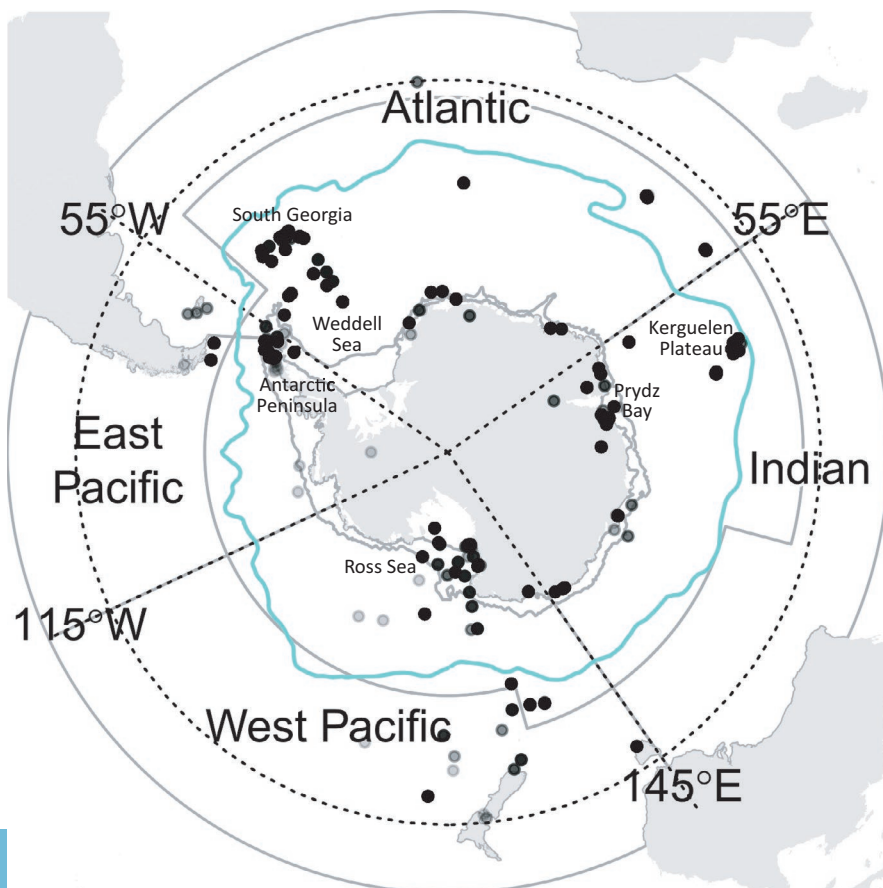 Atlantic
55°W
South Georgia
55°E
Weddell
Sea
Kerguelen
Plateau
Antarctic
Peninsula
Prydz
Bay
East
Pacific
Indian
Ross Sea
115°W
West Pacific
145°E